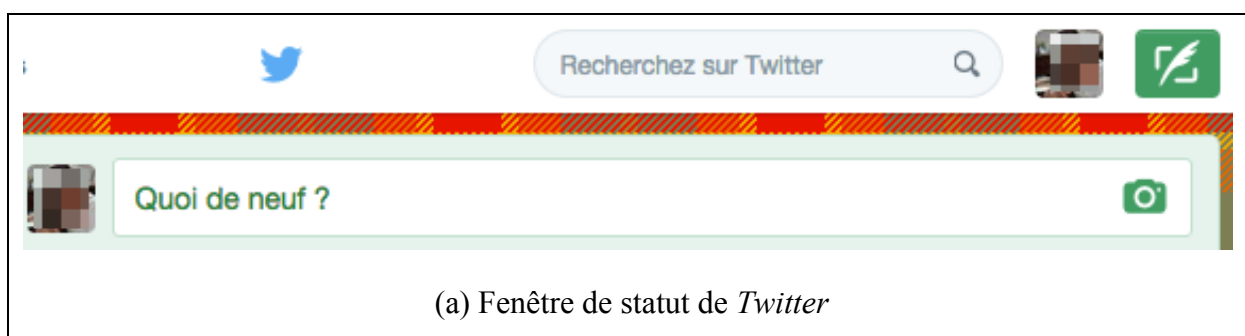 s
Recherchez sur Twitter
Quoi de neuf ?
(a) Fenêtre de statut de Twitter